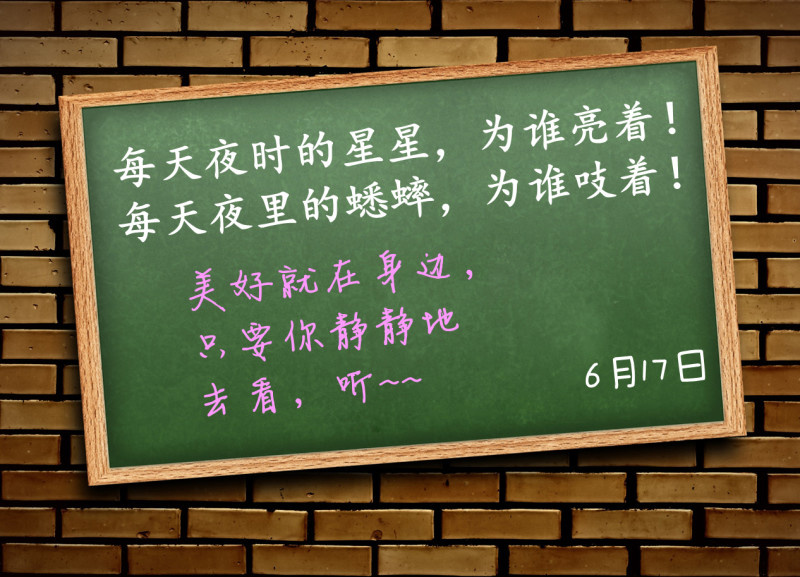 每天夜时的星星，为谁亮着！
每天夜里的蟋蟀，为谁吱着！
美好就在身边，
只要你静静地
去看，听~~
6月17日